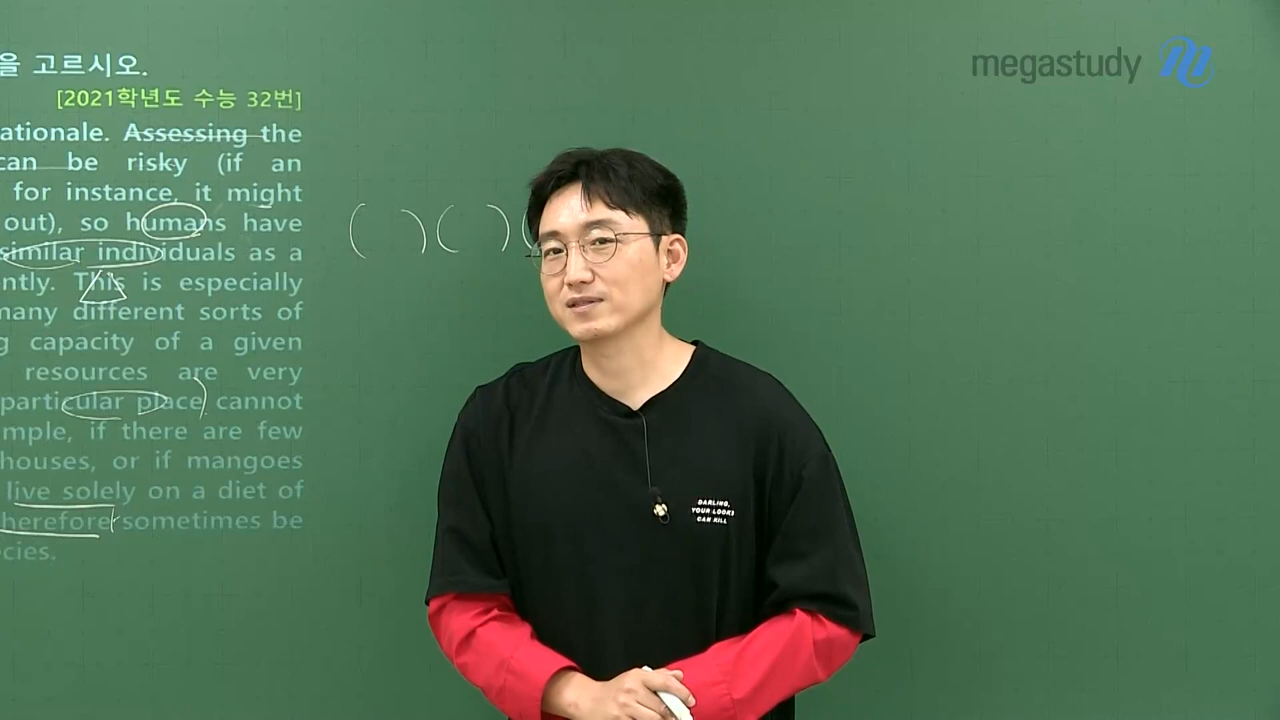 을 고르시오.
[2021학년도 수능 32번]
ationale. Assessing the
can be risky (if an
for instance, it might
out), so humans have
similar individuals as a
ntly. This is especially
many different sorts of
g capacity of a given
resources are very
particular place cannot
mple, if there are few
houses, or if mangoes
live solely on a diet of
herefore sometimes be
cies.
( ) ( ) (
megastudy
DARLING,
YOUR LOOKS
CAN KILL